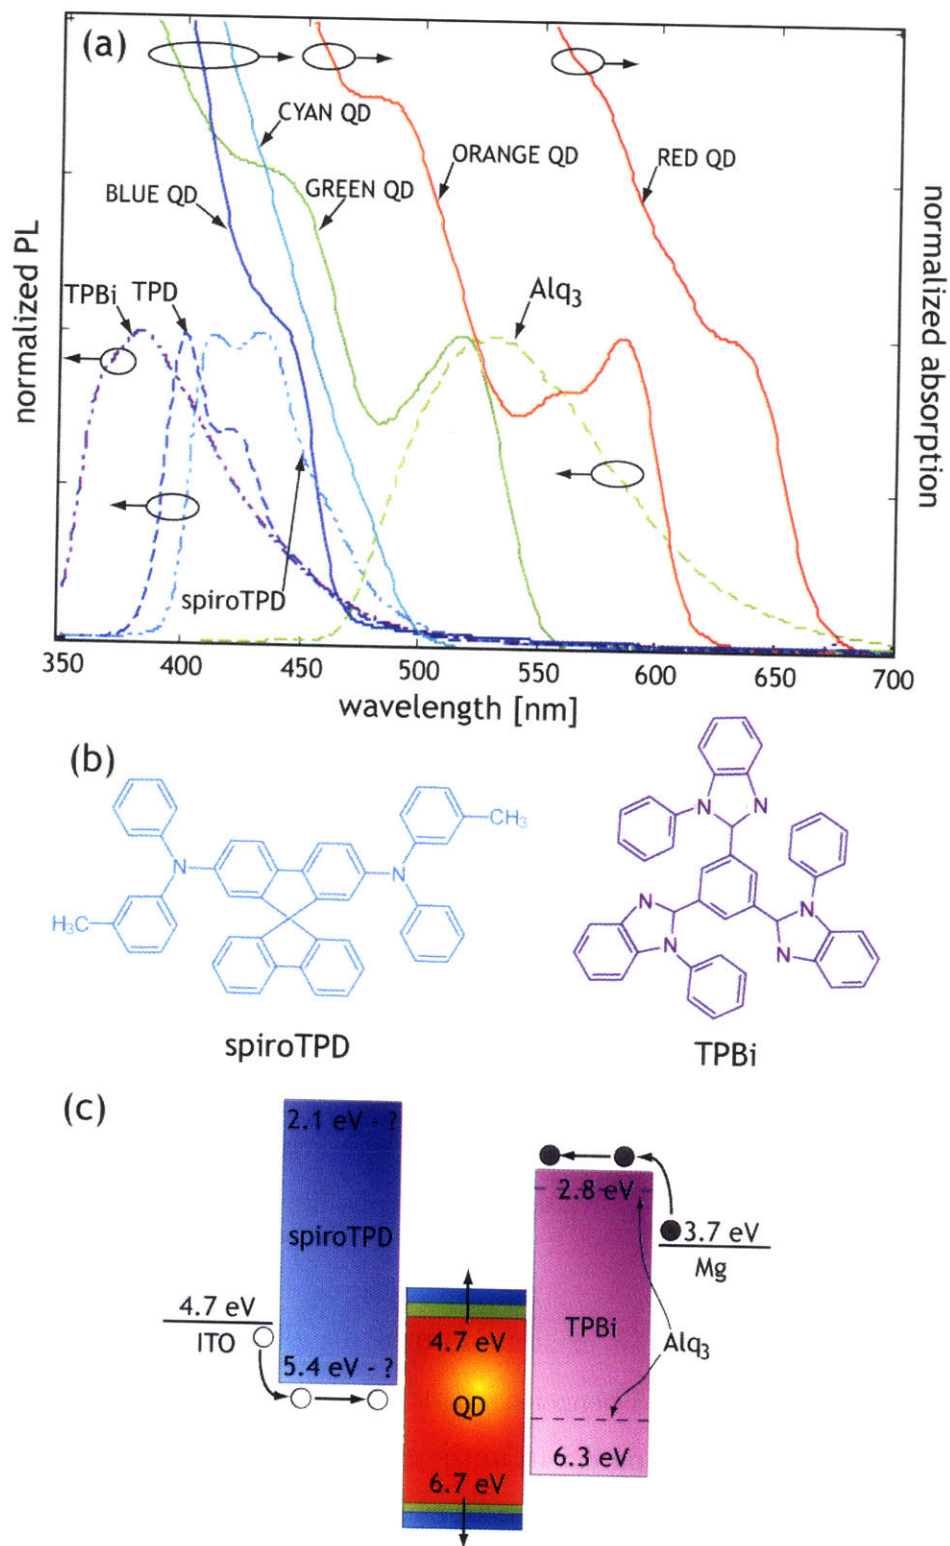 (a)
CYAN QD
ORANGE QD
RED QD
BLUE QD
GREEN QD
TPBi TPD
Alq3
spiroTPD
normalized PL
normalized absorption
350 400 450 500 550 600 650 700
wavelength [nm]
(b)
N
N
CH3
N
N
H3C
N
N
N
N
spiroTPD
TPBi
(c)
2.1 eV - ?
2.8 eV
spiroTPD
3.7 eV
Mg
4.7 eV
ITO
4.7 eV
TPBi
Alq3
5.4 eV - ?
QD
6.3 eV
6.7 eV